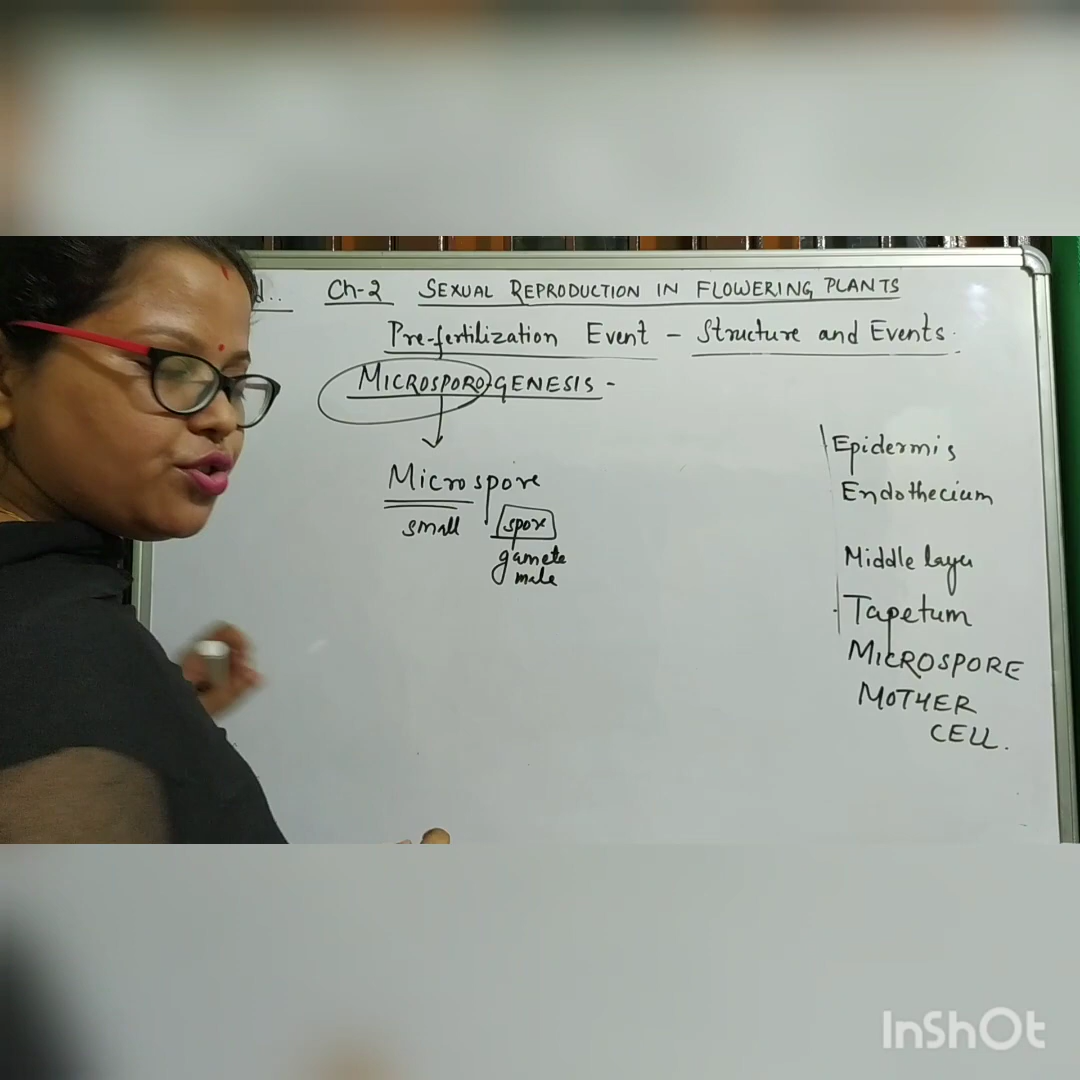 Ch-2 SEXUAL REPRODUCTION IN FLOWERING PLANTS
Pre-fertilization Event - Structure and Events.
MICROSPOROGENESIS -
Microspore
small spore
gamete
male
Epidermis
Endothecium
Middle layer
Tapetum
MICROSPORE
MOTHER
CELL.
InShOt